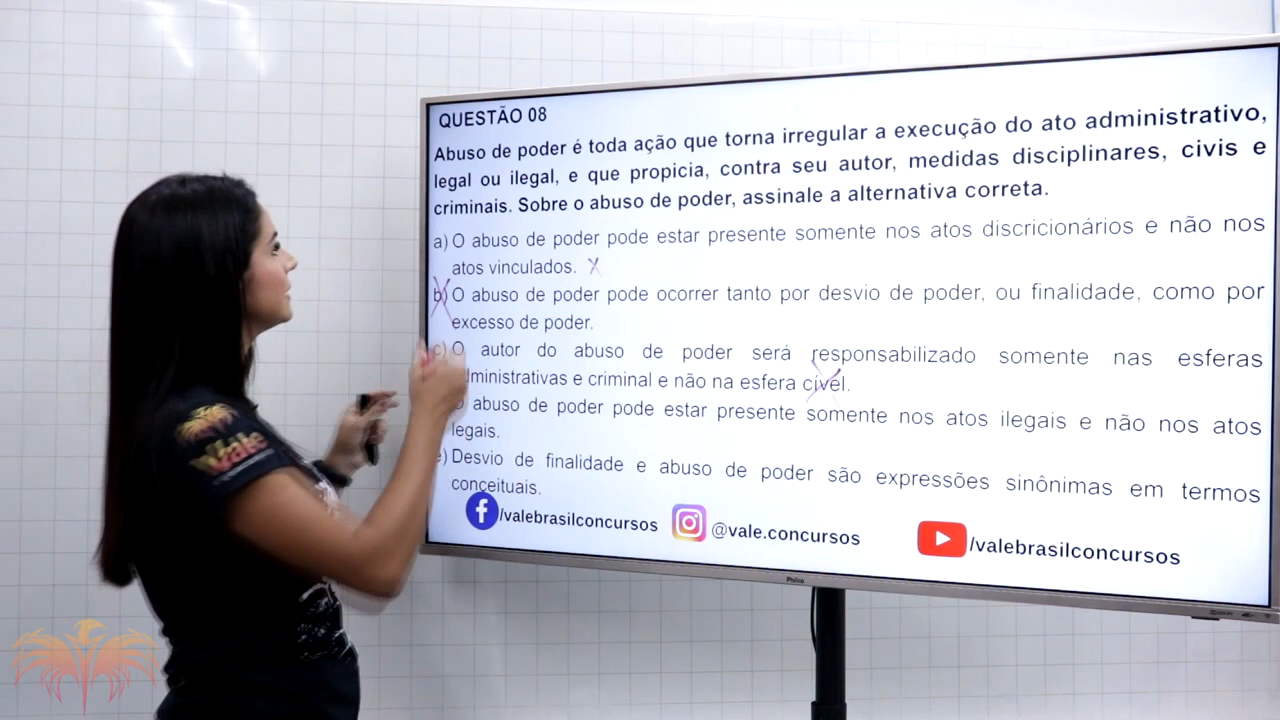 QUESTÃO 08
Abuso de poder é toda ação que torna irregular a execução do ato administrativo,
legal ou ilegal, e que propicia, contra seu autor, medidas disciplinares, civis e
criminais. Sobre o abuso de poder, assinale a alternativa correta.
a) O abuso de poder pode estar presente somente nos atos discricionários e não nos
atos vinculados. X
b) O abuso de poder pode ocorrer tanto por desvio de poder, ou finalidade, como por
excesso de poder.
c) O autor do abuso de poder será responsabilizado somente nas esferas
administrativas e criminal e não na esfera cível.
O abuso de poder pode estar presente somente nos atos ilegais e não nos atos
legais.
e) Desvio de finalidade e abuso de poder são expressões sinônimas em termos
conceituais.
/valebrasilconcursos @vale.concursos /valebrasilconcursos
Vale
Philco